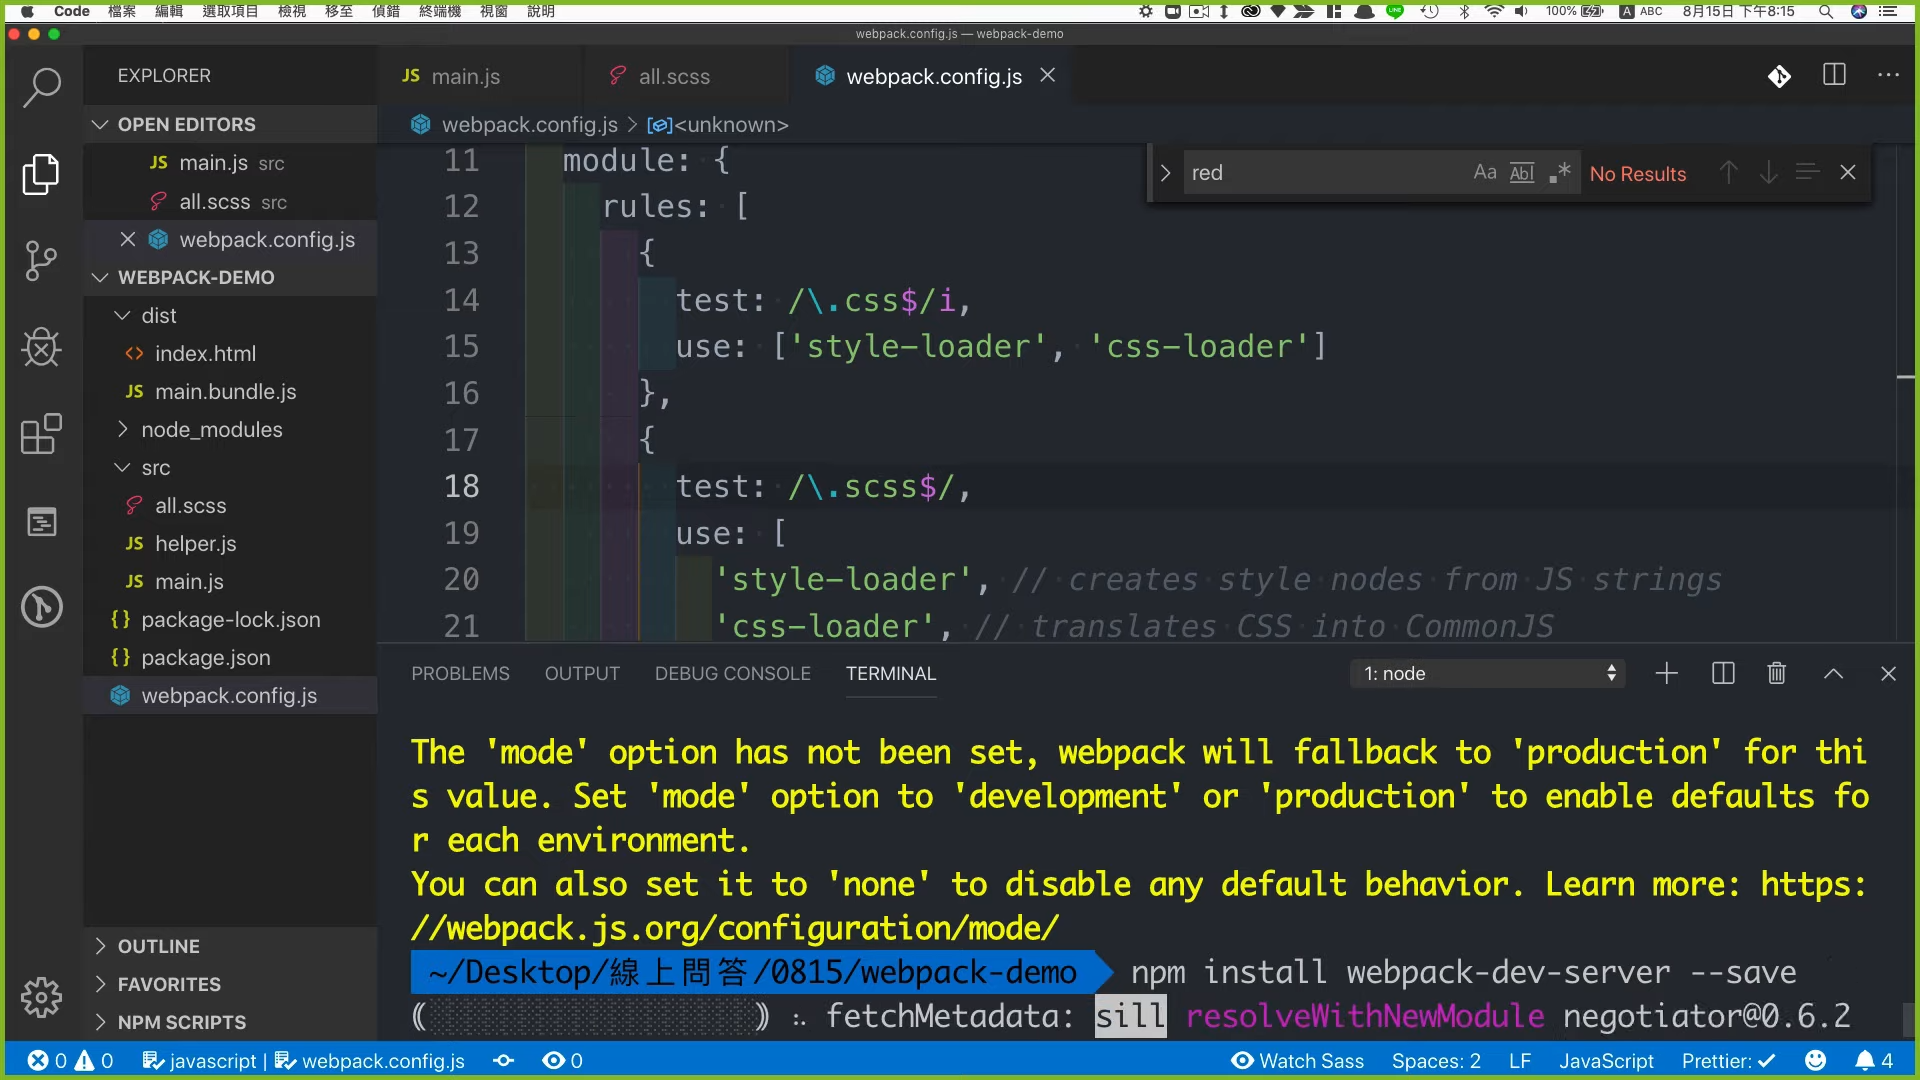 Code 檔案 編輯 選取項目 檢視 移至 偵錯 終端機 視窗 說明 100% A ABC 8月15日 下午8:15
webpack.config.js — webpack-demo
EXPLORER
JS main.js all.scss webpack.config.js
OPEN EDITORS
webpack.config.js > <unknown>
JS main.js src
all.scss src
webpack.config.js
WEBPACK-DEMO
dist
index.html
JS main.bundle.js
node_modules
src
all.scss
JS helper.js
JS main.js
{} package-lock.json
{} package.json
webpack.config.js
OUTLINE
FAVORITES
NPM SCRIPTS
red Aa Abl .* No Results
11 module: {
12 rules: [
13 {
14 test: /\.css$/i,
15 use: ['style-loader', 'css-loader']
16 },
17 {
18 test: /\.scss$/,
19 use: [
20 'style-loader', // creates style nodes from JS strings
21 'css-loader', // translates CSS into CommonJS
PROBLEMS OUTPUT DEBUG CONSOLE TERMINAL 1: node
The 'mode' option has not been set, webpack will fallback to 'production' for thi
s value. Set 'mode' option to 'development' or 'production' to enable defaults fo
r each environment.
You can also set it to 'none' to disable any default behavior. Learn more: https:
//webpack.js.org/configuration/mode/
~/Desktop/線上問答/0815/webpack-demo npm install webpack-dev-server --save
(░░░░░░░░░░░░░░░░░░) ⠦ fetchMetadata: sill resolveWithNewModule negotiator@0.6.2
0 0 javascript | webpack.config.js 0 Watch Sass Spaces: 2 LF JavaScript Prettier: ✓ 4